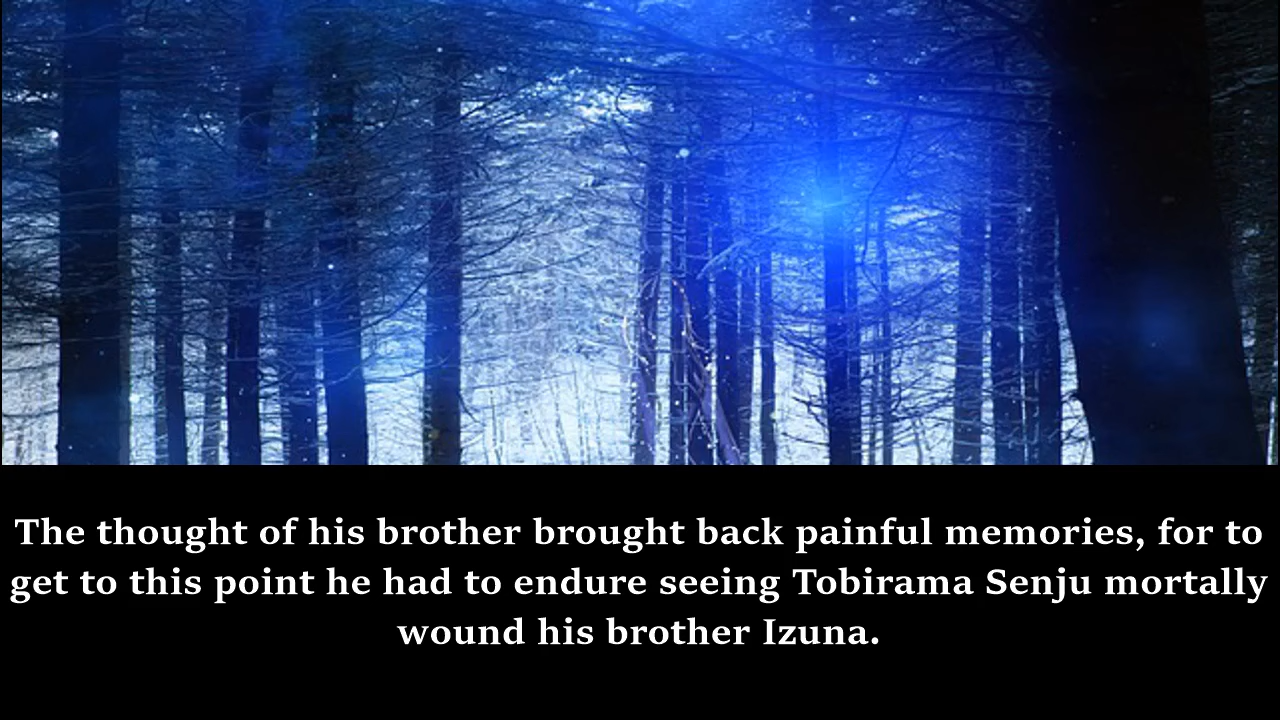 The thought of his brother brought back painful memories, for to
get to this point he had to endure seeing Tobirama Senju mortally
wound his brother Izuna.